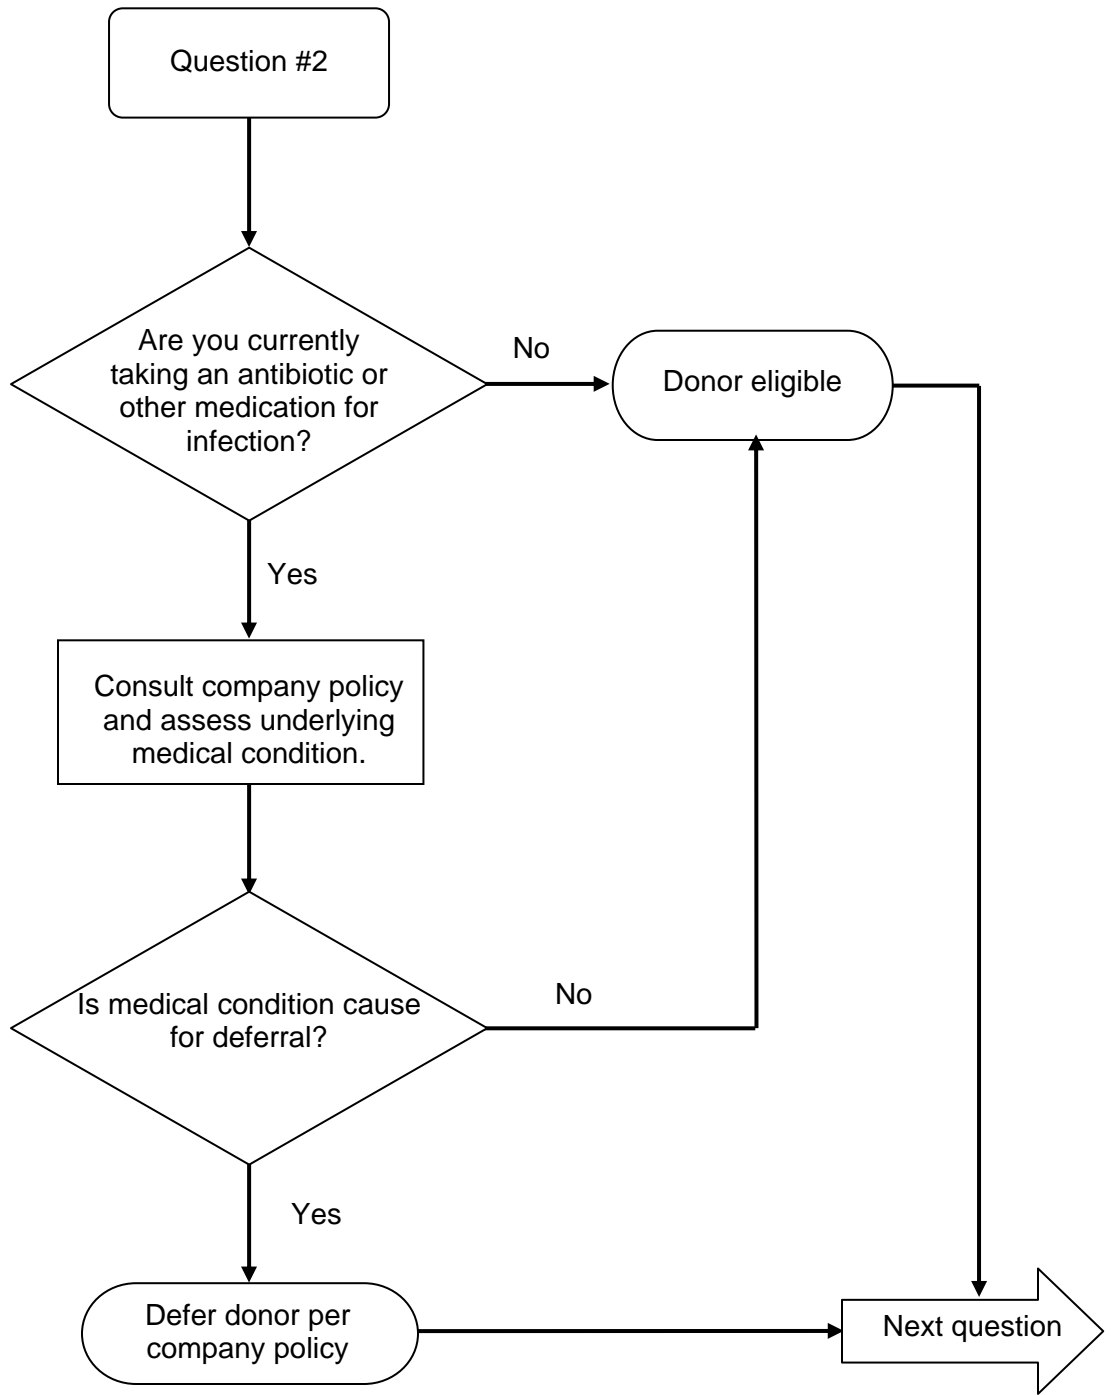 Question #2
Are you currently
taking an antibiotic or
other medication for
infection?
No
Donor eligible
Yes
Consult company policy
and assess underlying
medical condition.
Is medical condition cause
for deferral?
No
Yes
Defer donor per
company policy
Next question